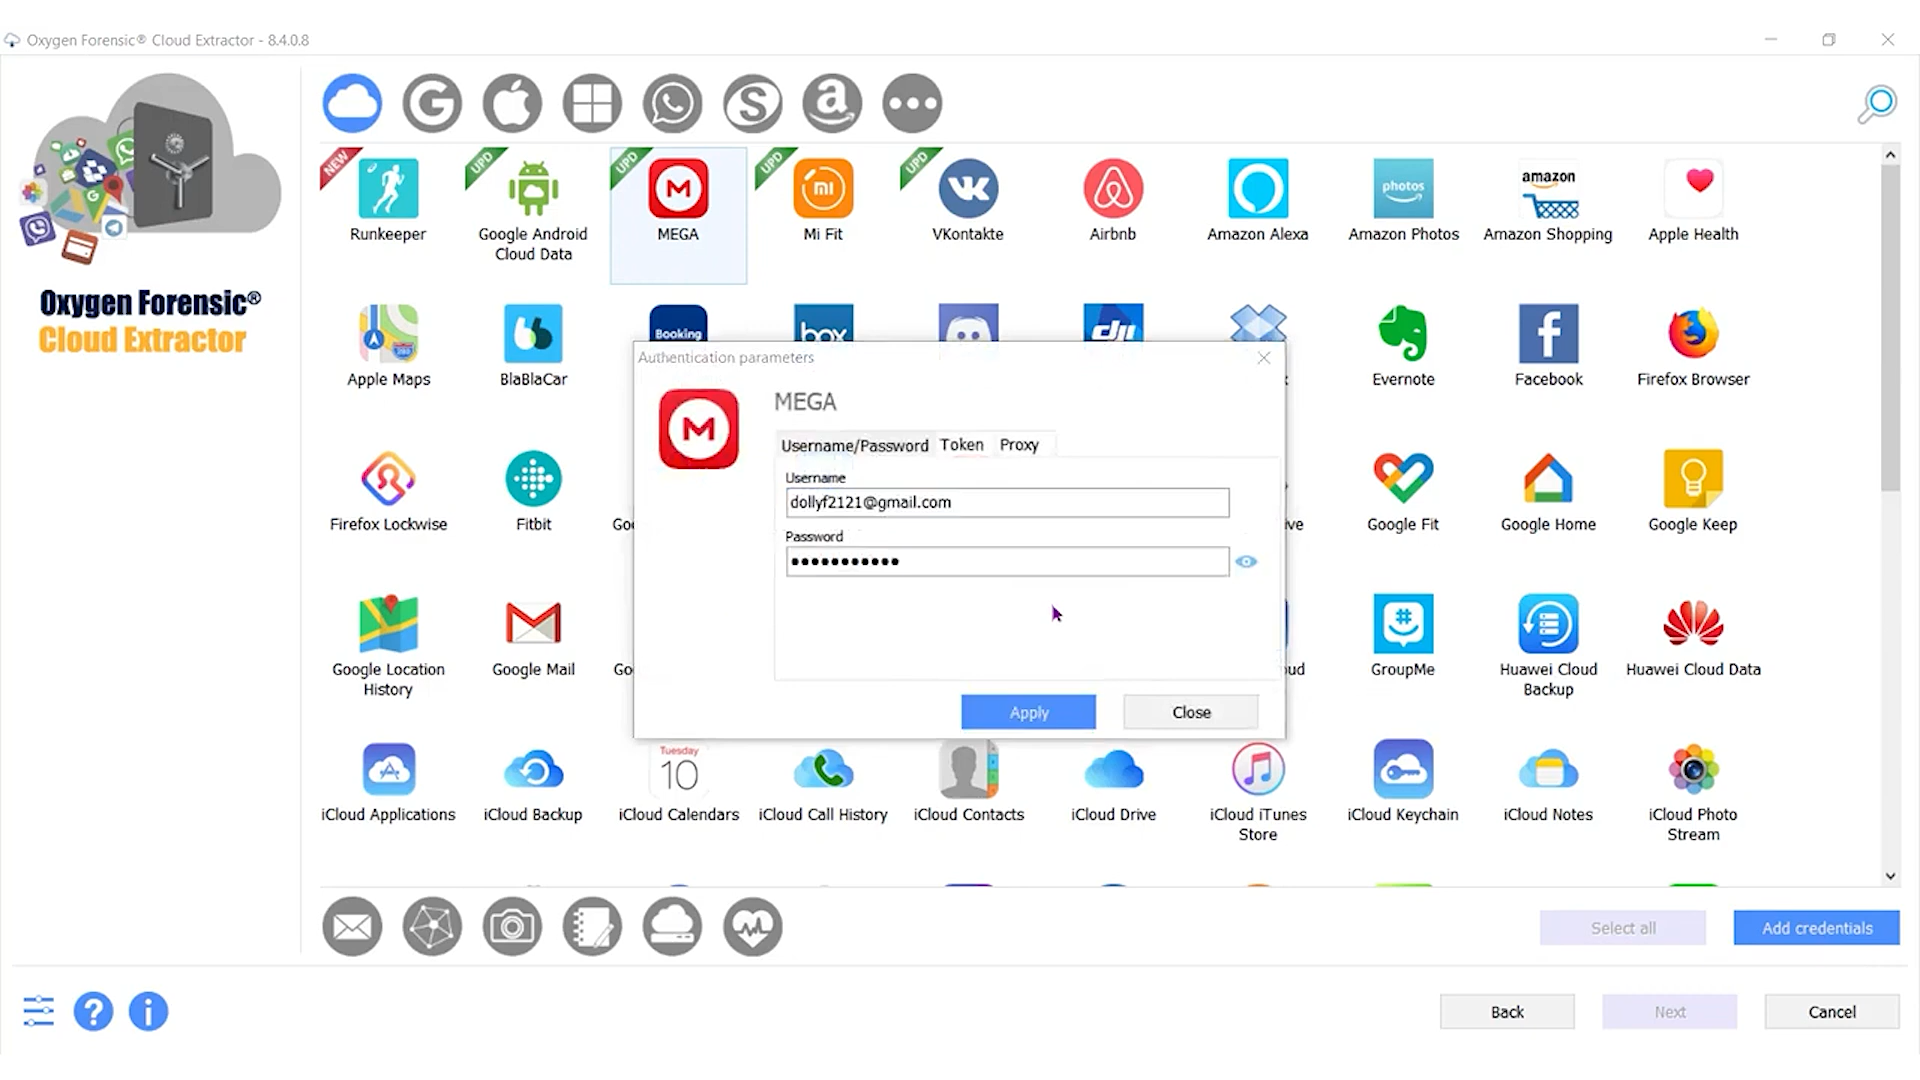 Oxygen Forensic® Cloud Extractor - 8.4.0.8
Oxygen Forensic®
Cloud Extractor
NEW
UPD
UPD
UPD
UPD
photos
amazon
Runkeeper
Google Android
Cloud Data
MEGA
Mi Fit
VKontakte
Airbnb
Amazon Alexa
Amazon Photos
Amazon Shopping
Apple Health
Booking
box
dji
Apple Maps
BlaBlaCar
Evernote
Facebook
Firefox Browser
Authentication parameters
MEGA
Username/Password
Token
Proxy
Username
dollyf2121@gmail.com
Password
•••••••••••
Apply
Close
Firefox Lockwise
Fitbit
Google Fit
Google Home
Google Keep
Google Location
History
Google Mail
GroupMe
Huawei Cloud
Backup
Huawei Cloud Data
Tuesday
10
iCloud Applications
iCloud Backup
iCloud Calendars
iCloud Call History
iCloud Contacts
iCloud Drive
iCloud iTunes
Store
iCloud Keychain
iCloud Notes
iCloud Photo
Stream
Select all
Add credentials
Back
Next
Cancel